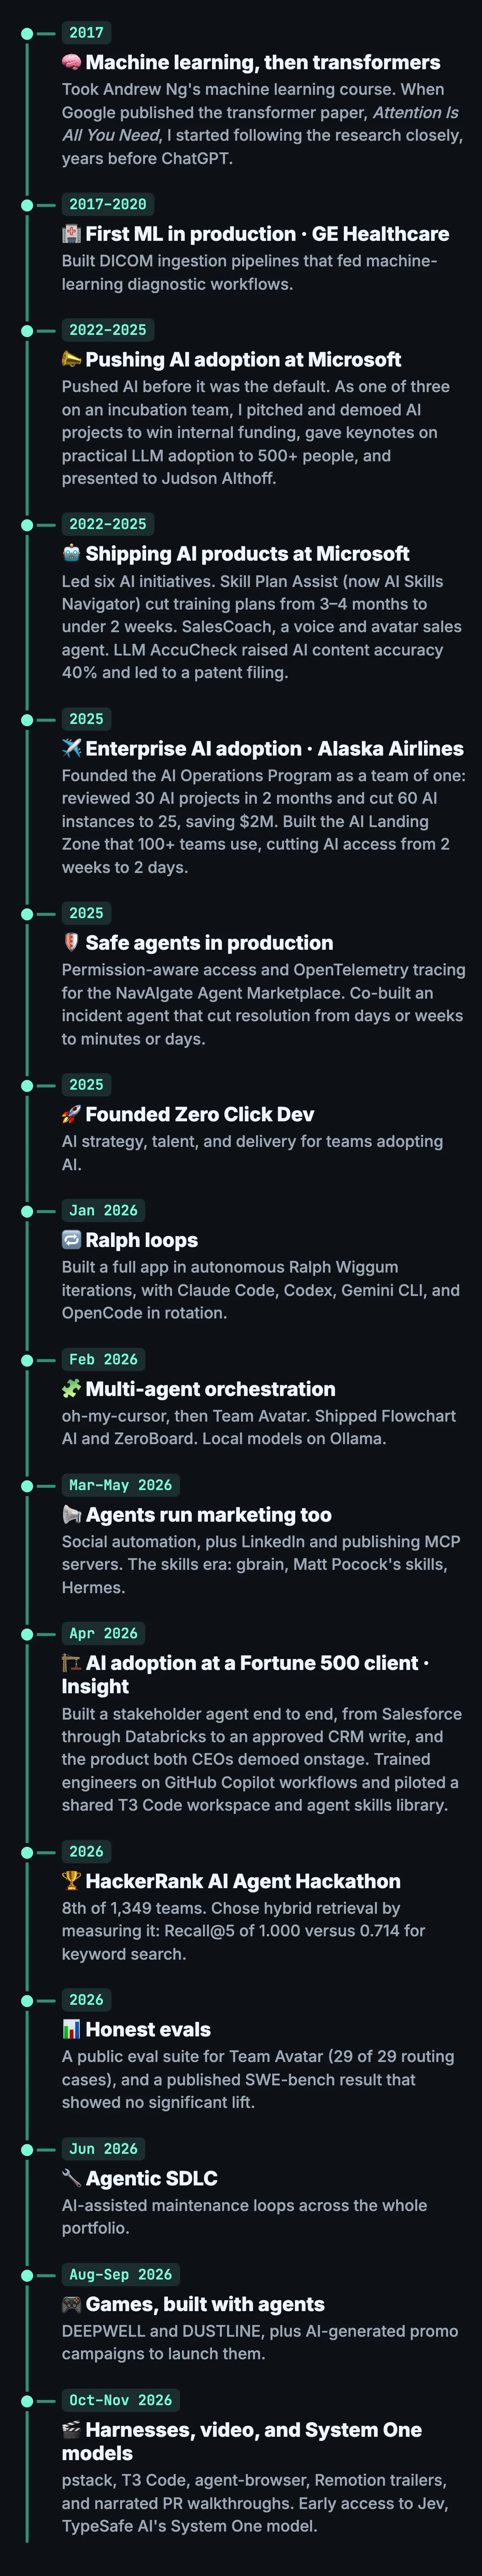 2017
🧠 Machine learning, then transformers
Took Andrew Ng's machine learning course. When
Google published the transformer paper, Attention Is
All You Need, I started following the research closely,
years before ChatGPT.
2017–2020
🏥 First ML in production · GE Healthcare
Built DICOM ingestion pipelines that fed machine-
learning diagnostic workflows.
2022–2025
📣 Pushing AI adoption at Microsoft
Pushed AI before it was the default. As one of three
on an incubation team, I pitched and demoed AI
projects to win internal funding, gave keynotes on
practical LLM adoption to 500+ people, and
presented to Judson Althoff.
2022–2025
🤖 Shipping AI products at Microsoft
Led six AI initiatives. Skill Plan Assist (now AI Skills
Navigator) cut training plans from 3–4 months to
under 2 weeks. SalesCoach, a voice and avatar sales
agent. LLM AccuCheck raised AI content accuracy
40% and led to a patent filing.
2025
✈️ Enterprise AI adoption · Alaska Airlines
Founded the AI Operations Program as a team of one:
reviewed 30 AI projects in 2 months and cut 60 AI
instances to 25, saving $2M. Built the AI Landing
Zone that 100+ teams use, cutting AI access from 2
weeks to 2 days.
2025
🛡️ Safe agents in production
Permission-aware access and OpenTelemetry tracing
for the NavAIgate Agent Marketplace. Co-built an
incident agent that cut resolution from days or weeks
to minutes or days.
2025
🚀 Founded Zero Click Dev
AI strategy, talent, and delivery for teams adopting
AI.
Jan 2026
🔁 Ralph loops
Built a full app in autonomous Ralph Wiggum
iterations, with Claude Code, Codex, Gemini CLI, and
OpenCode in rotation.
Feb 2026
🧩 Multi-agent orchestration
oh-my-cursor, then Team Avatar. Shipped Flowchart
AI and ZeroBoard. Local models on Ollama.
Mar–May 2026
📢 Agents run marketing too
Social automation, plus LinkedIn and publishing MCP
servers. The skills era: gbrain, Matt Pocock's skills,
Hermes.
Apr 2026
🏗️ AI adoption at a Fortune 500 client ·
Insight
Built a stakeholder agent end to end, from Salesforce
through Databricks to an approved CRM write, and
the product both CEOs demoed onstage. Trained
engineers on GitHub Copilot workflows and piloted a
shared T3 Code workspace and agent skills library.
2026
🏆 HackerRank AI Agent Hackathon
8th of 1,349 teams. Chose hybrid retrieval by
measuring it: Recall@5 of 1.000 versus 0.714 for
keyword search.
2026
📊 Honest evals
A public eval suite for Team Avatar (29 of 29 routing
cases), and a published SWE-bench result that
showed no significant lift.
Jun 2026
🔧 Agentic SDLC
AI-assisted maintenance loops across the whole
portfolio.
Aug–Sep 2026
🎮 Games, built with agents
DEEPWELL and DUSTLINE, plus AI-generated promo
campaigns to launch them.
Oct–Nov 2026
🎬 Harnesses, video, and System One
models
pstack, T3 Code, agent-browser, Remotion trailers,
and narrated PR walkthroughs. Early access to Jev,
TypeSafe AI's System One model.